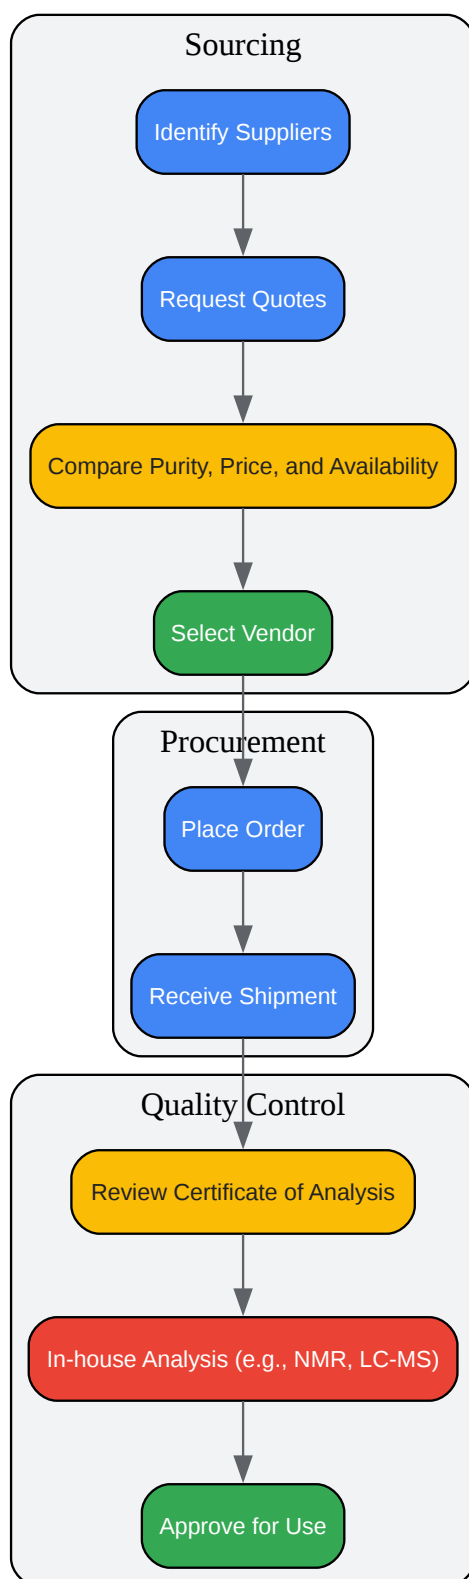 Sourcing
Identify Suppliers
Request Quotes
Compare Purity, Price, and Availability
Select Vendor
Procurement
Place Order
Receive Shipment
Quality Control
Review Certificate of Analysis
In-house Analysis (e.g., NMR, LC-MS)
Approve for Use